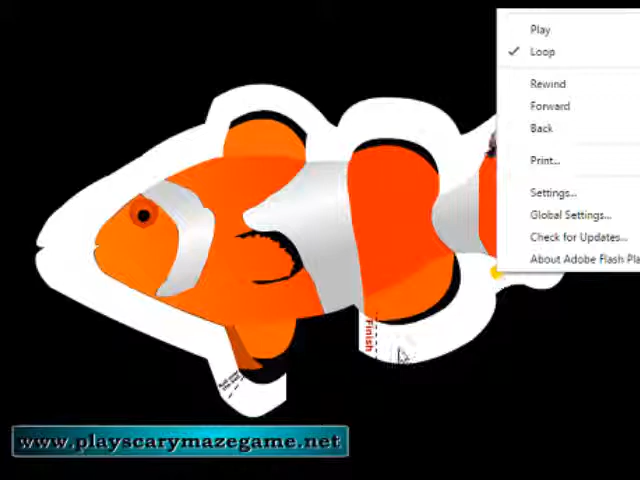 Play
Loop
Rewind
Forward
Back
Print...
Settings...
Global Settings...
Check for Updates...
About Adobe Flash Pla
Finish
www.playscarymazegame.net